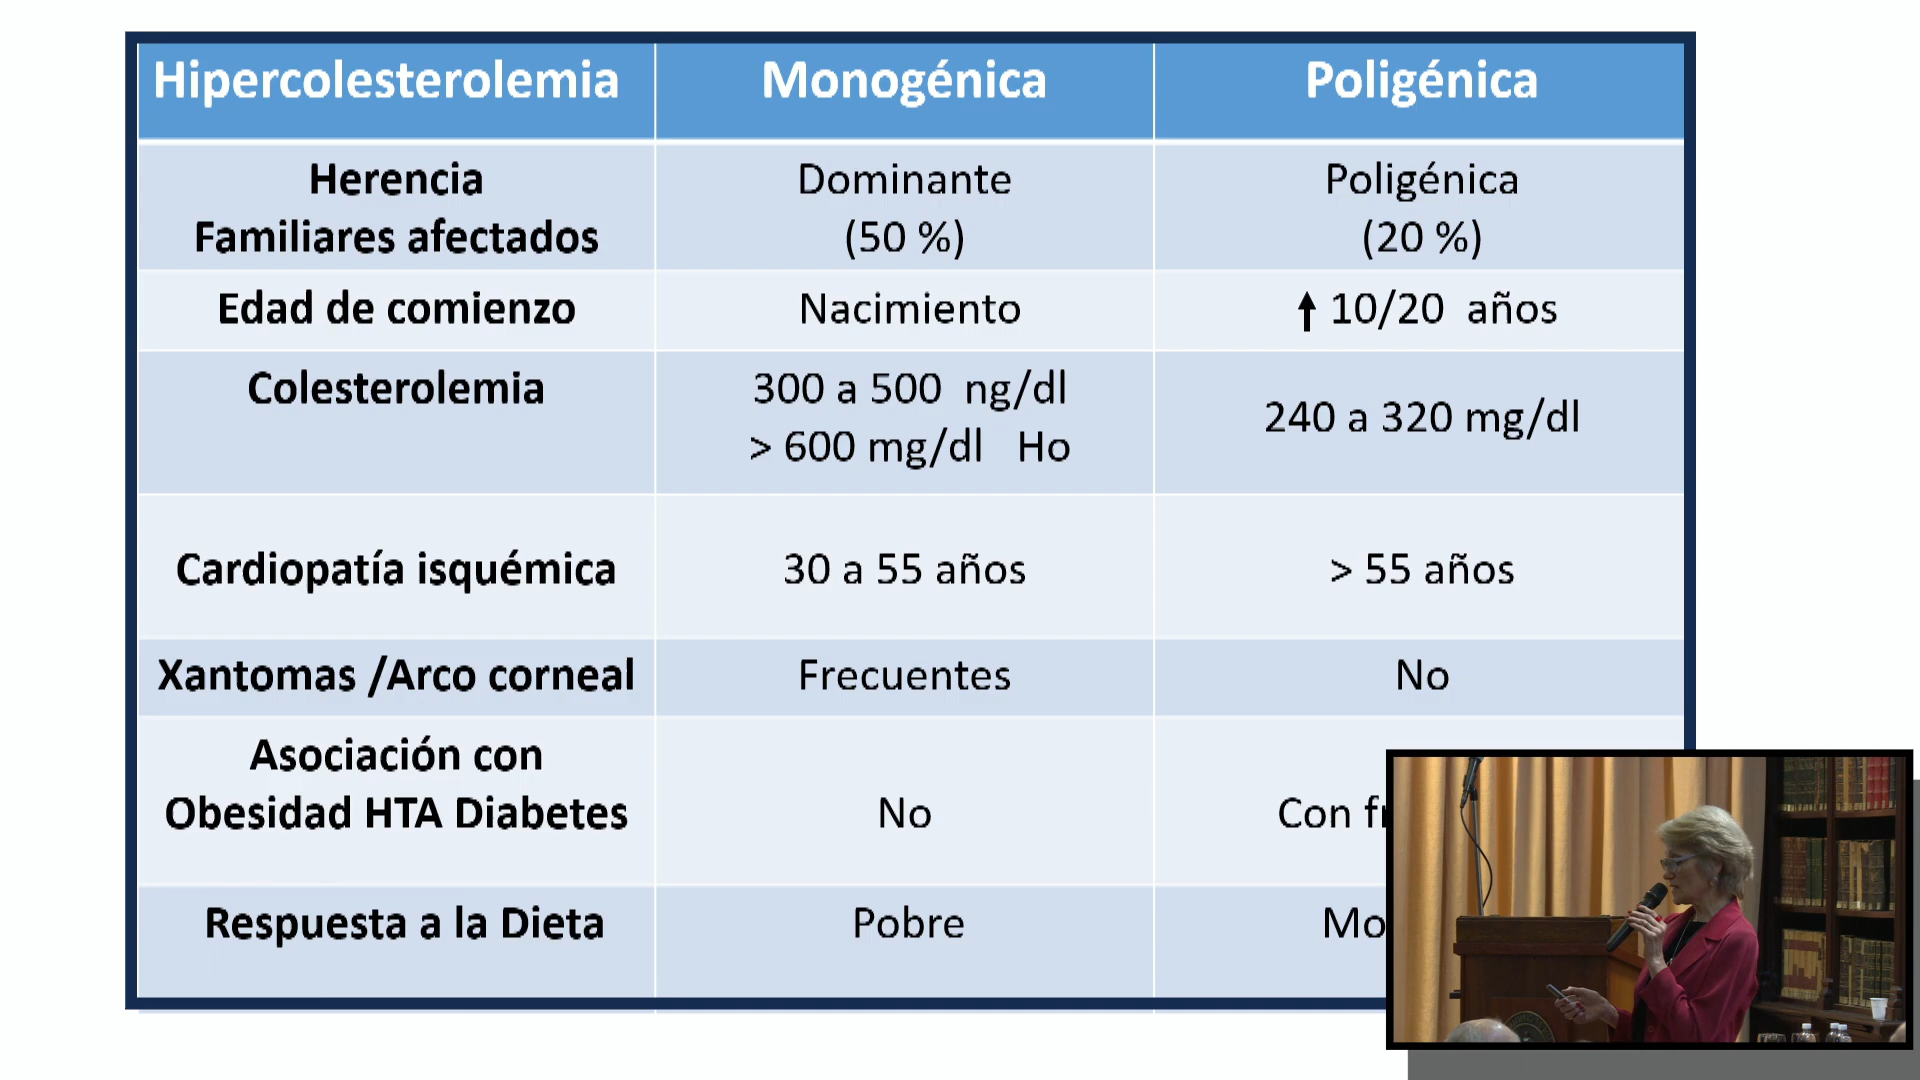 Hipercolesterolemia Monogénica Poligénica
Herencia Dominante Poligénica
Familiares afectados (50 %) (20 %)
Edad de comienzo Nacimiento 10/20 años
Colesterolemia 300 a 500 ng/dl
240 a 320 mg/dl
> 600 mg/dl Ho
Cardiopatía isquémica 30 a 55 años > 55 años
Xantomas /Arco corneal Frecuentes No
Asociación con
Obesidad HTA Diabetes No Con
Respuesta a la Dieta Pobre